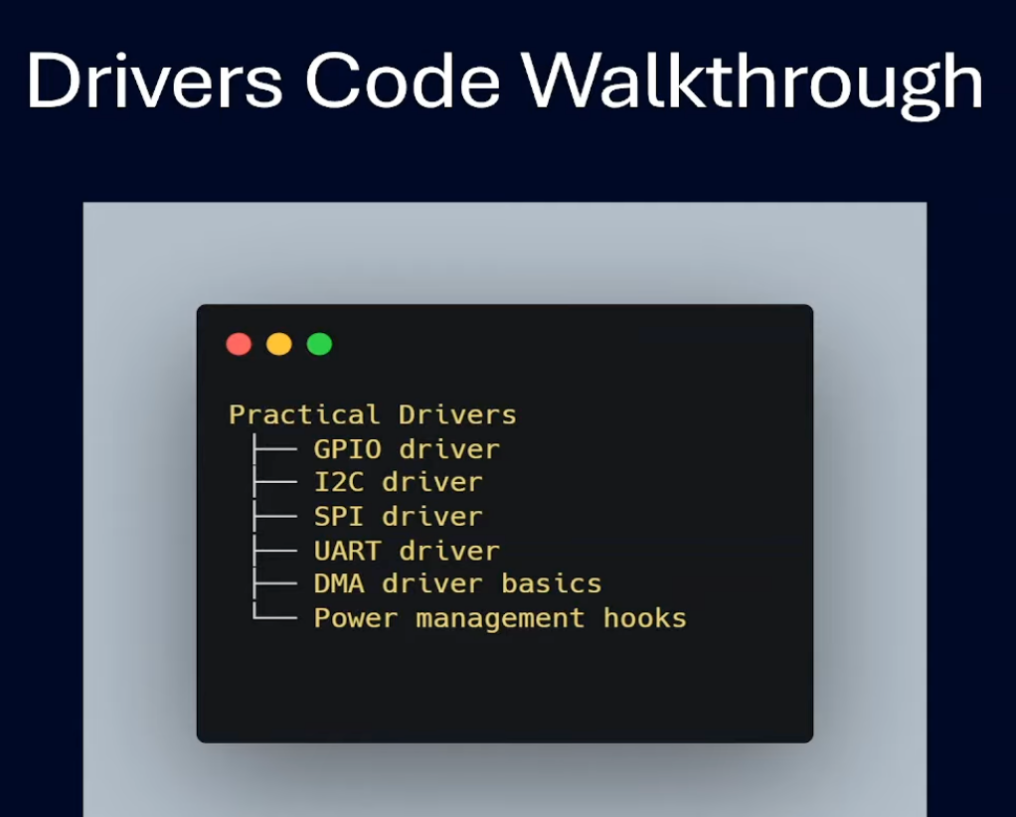 Drivers Code Walkthrough
Practical Drivers
├── GPIO driver
├── I2C driver
├── SPI driver
├── UART driver
├── DMA driver basics
└── Power management hooks